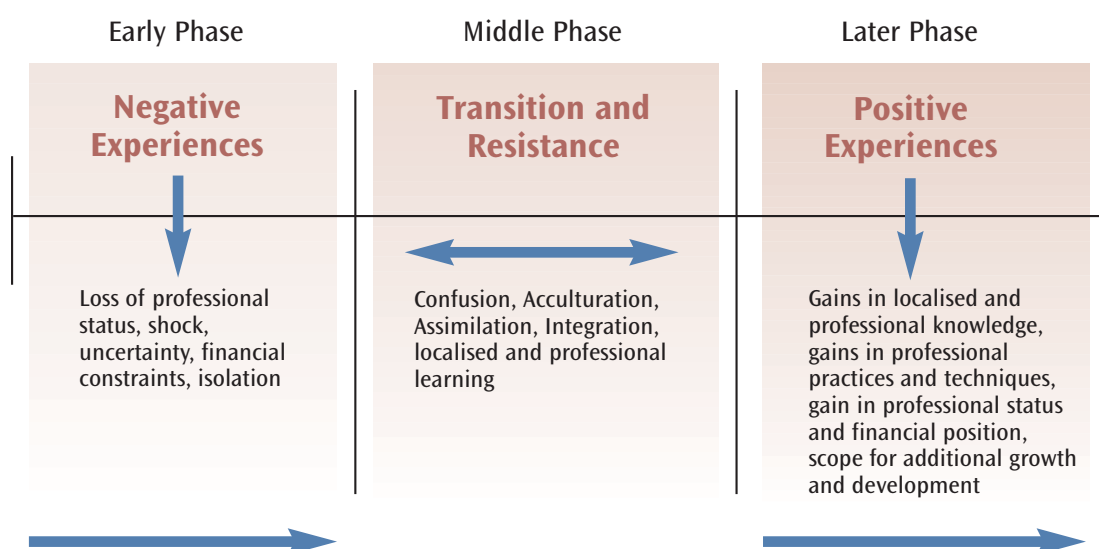 Early Phase
Middle Phase
Later Phase
Negative
Experiences
Loss of professional
status, shock,
uncertainty, financial
constraints, isolation
Transition and
Resistance
Confusion, Acculturation,
Assimilation, Integration,
localised and professional
learning
Positive
Experiences
Gains in localised and
professional knowledge,
gains in professional
practices and techniques,
gain in professional status
and financial position,
scope for additional growth
and development